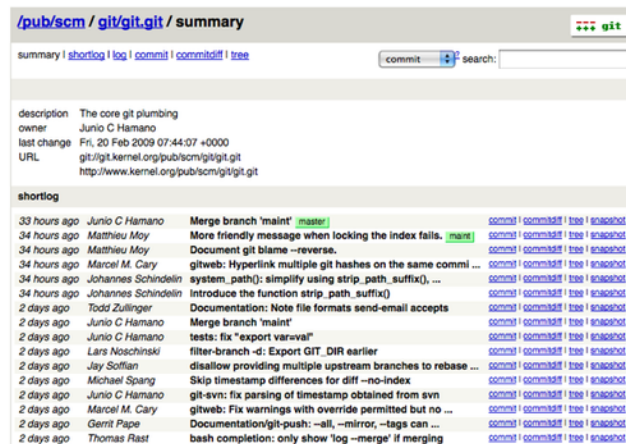 /pub/scm / git/git.git / summary
git
summary | shortlog | log | commit | commitdiff | tree
commit ? search:
description The core git plumbing
owner Junio C Hamano
last change Fri, 20 Feb 2009 07:44:07 +0000
URL git://git.kernel.org/pub/scm/git/git.git
http://www.kernel.org/pub/scm/git/git.git
shortlog
33 hours ago Junio C Hamano Merge branch 'maint' master commit | commitdiff | tree | snapshot
34 hours ago Matthieu Moy More friendly message when locking the index fails. maint commit | commitdiff | tree | snapshot
34 hours ago Matthieu Moy Document git blame --reverse. commit | commitdiff | tree | snapshot
34 hours ago Marcel M. Cary gitweb: Hyperlink multiple git hashes on the same commi ... commit | commitdiff | tree | snapshot
34 hours ago Johannes Schindelin system_path(): simplify using strip_path_suffix(), ... commit | commitdiff | tree | snapshot
34 hours ago Johannes Schindelin Introduce the function strip_path_suffix() commit | commitdiff | tree | snapshot
2 days ago Todd Zullinger Documentation: Note file formats send-email accepts commit | commitdiff | tree | snapshot
2 days ago Junio C Hamano Merge branch 'maint' commit | commitdiff | tree | snapshot
2 days ago Junio C Hamano tests: fix "export var=val" commit | commitdiff | tree | snapshot
2 days ago Lars Noschinski filter-branch -d: Export GIT_DIR earlier commit | commitdiff | tree | snapshot
2 days ago Jay Soffian disallow providing multiple upstream branches to rebase ... commit | commitdiff | tree | snapshot
2 days ago Michael Spang Skip timestamp differences for diff --no-index commit | commitdiff | tree | snapshot
2 days ago Junio C Hamano git-svn: fix parsing of timestamp obtained from svn commit | commitdiff | tree | snapshot
2 days ago Marcel M. Cary gitweb: Fix warnings with override permitted but no ... commit | commitdiff | tree | snapshot
2 days ago Gerrit Pape Documentation/git-push: --all, --mirror, --tags can ... commit | commitdiff | tree | snapshot
2 days ago Thomas Rast bash completion: only show 'log --merge' if merging commit | commitdiff | tree | snapshot